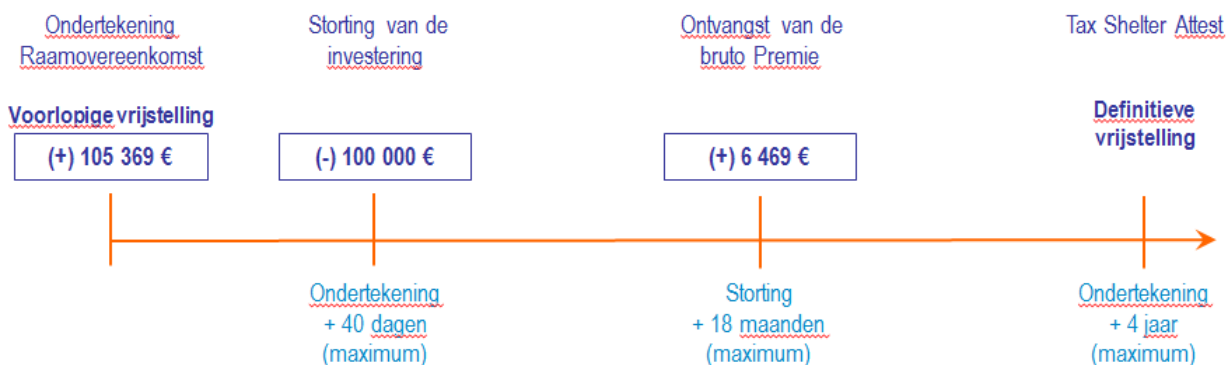 Ondertekening
Raamovereenkomst
Voorlopige vrijstelling
(+) 105 369 €
Storting van de
investering
(-) 100 000 €
Ontvangst van de
bruto Premie
(+) 6 469 €
Tax Shelter Attest
Definitieve
vrijstelling
Ondertekening
+ 40 dagen
(maximum)
Storting
+ 18 maanden
(maximum)
Ondertekening
+ 4 jaar
(maximum)